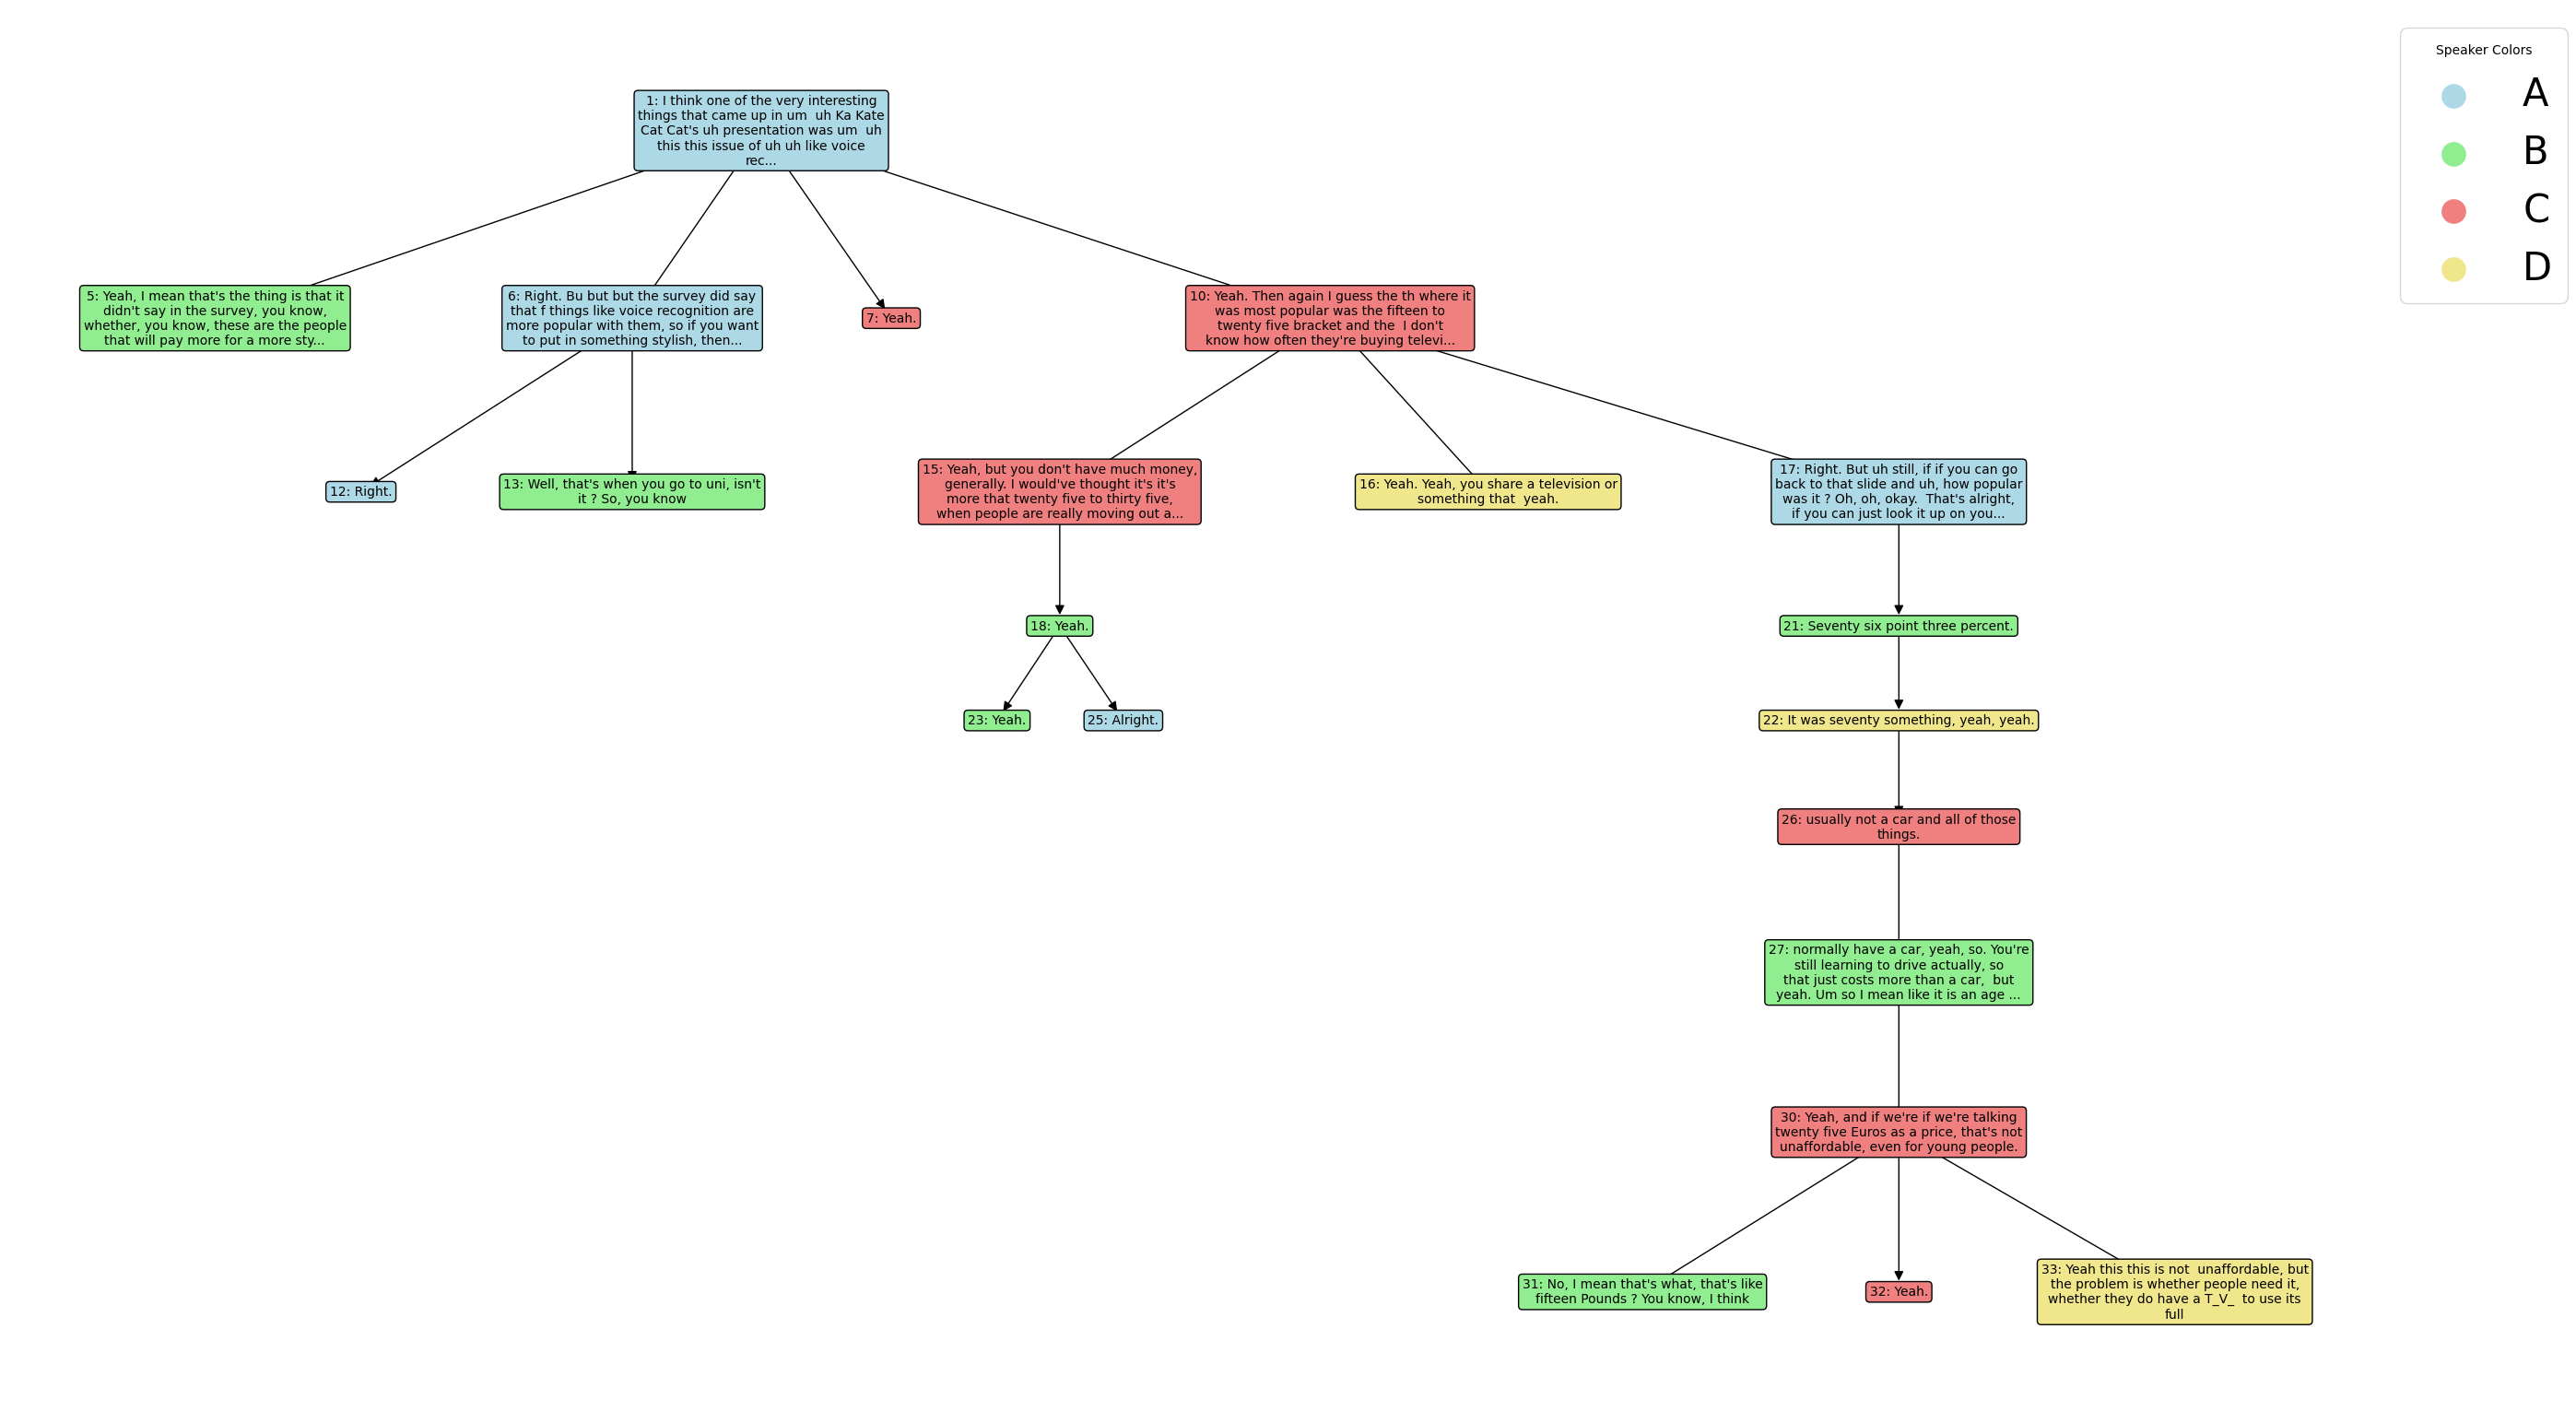 Speaker Colors
A
B
C
D
1: I think one of the very interesting
things that came up in um  uh Ka Kate
Cat Cat's uh presentation was um  uh
this this issue of uh uh like voice
rec...
5: Yeah, I mean that's the thing is that it
didn't say in the survey, you know,
whether, you know, these are the people
that will pay more for a more sty...
6: Right. Bu but but the survey did say
that f things like voice recognition are
more popular with them, so if you want
to put in something stylish, then...
7: Yeah.
10: Yeah. Then again I guess the th where it
was most popular was the fifteen to
twenty five bracket and the  I don't
know how often they're buying televi...
12: Right.
13: Well, that's when you go to uni, isn't
it ? So, you know
15: Yeah, but you don't have much money,
generally. I would've thought it's it's
more that twenty five to thirty five,
when people are really moving out a...
16: Yeah. Yeah, you share a television or
something that  yeah.
17: Right. But uh still, if if you can go
back to that slide and uh, how popular
was it ? Oh, oh, okay.  That's alright,
if you can just look it up on you...
18: Yeah.
21: Seventy six point three percent.
23: Yeah.
25: Alright.
22: It was seventy something, yeah, yeah.
26: usually not a car and all of those
things.
27: normally have a car, yeah, so. You're
still learning to drive actually, so
that just costs more than a car,  but
yeah. Um so I mean like it is an age ...
30: Yeah, and if we're if we're talking
twenty five Euros as a price, that's not
unaffordable, even for young people.
31: No, I mean that's what, that's like
fifteen Pounds ? You know, I think
32: Yeah.
33: Yeah this this is not  unaffordable, but
the problem is whether people need it,
whether they do have a T_V_  to use its
full